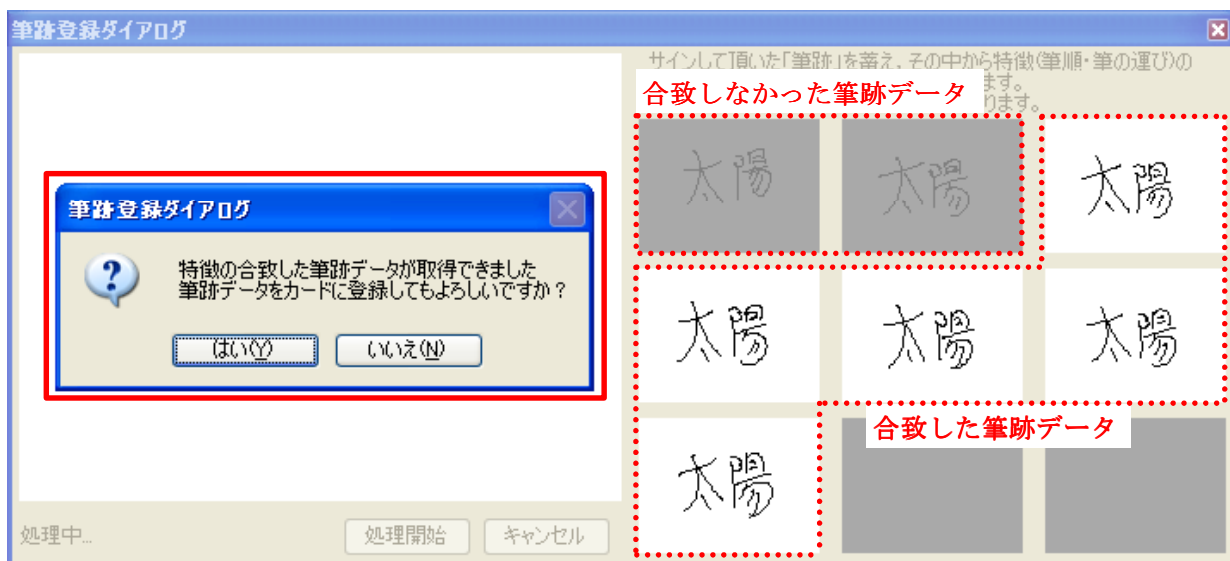 筆跡登録ダイアログ
サインして頂いた「筆跡」を蓄え、その中から特徴(筆順・筆の運び)の
ます。
ります。
合致しなかった筆跡データ
太陽
太陽
太陽
筆跡登録ダイアログ
特徴の合致した筆跡データが取得できました
筆跡データをカードに登録してもよろしいですか？
はい(Y)
いいえ(N)
太陽
太陽
太陽
合致した筆跡データ
太陽
処理中...
処理開始
キャンセル